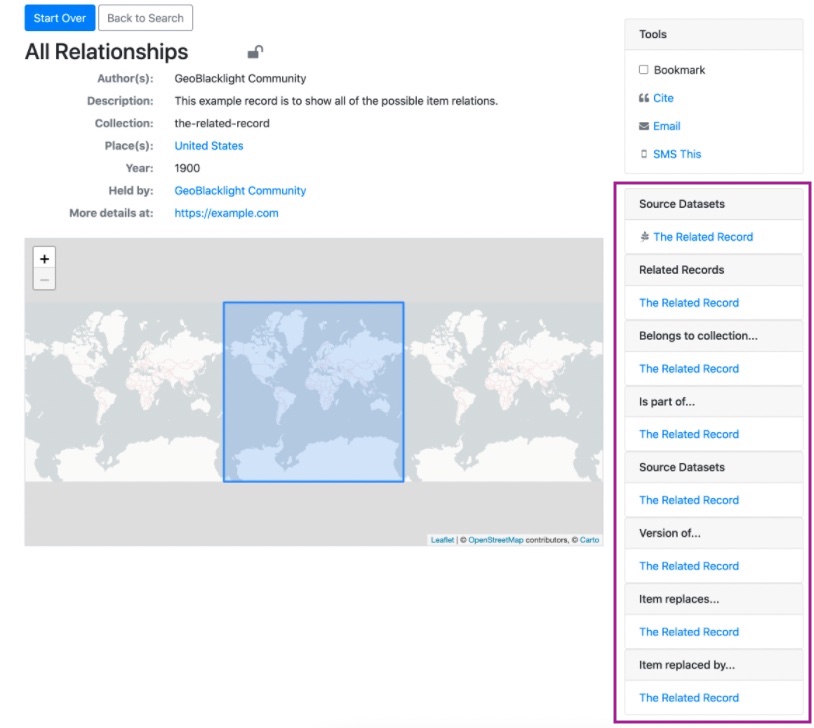 Start Over Back to Search
All Relationships
Author(s): GeoBlacklight Community
Description: This example record is to show all of the possible item relations.
Collection: the-related-record
Place(s): United States
Year: 1900
Held by: GeoBlacklight Community
More details at: https://example.com
+
−
Leaflet | © OpenStreetMap contributors, © Carto
Tools
Bookmark
Cite
Email
SMS This
Source Datasets
The Related Record
Related Records
The Related Record
Belongs to collection...
The Related Record
Is part of...
The Related Record
Source Datasets
The Related Record
Version of...
The Related Record
Item replaces...
The Related Record
Item replaced by...
The Related Record